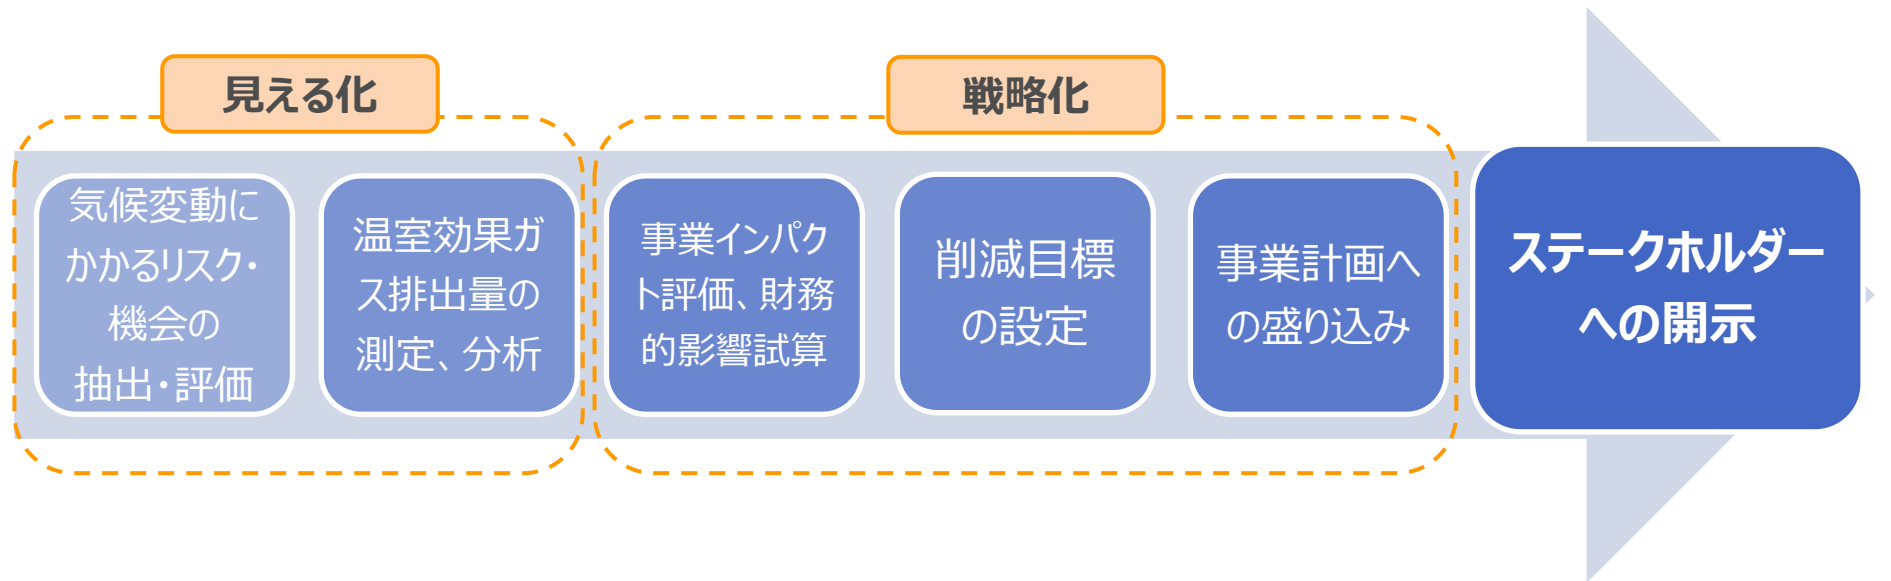 見える化
戦略化
気候変動に
かかるリスク・
機会の
抽出・評価
温室効果ガ
ス排出量の
測定、分析
事業インパク
ト評価、財務
的影響試算
削減目標
の設定
事業計画へ
の盛り込み
ステークホルダー
への開示